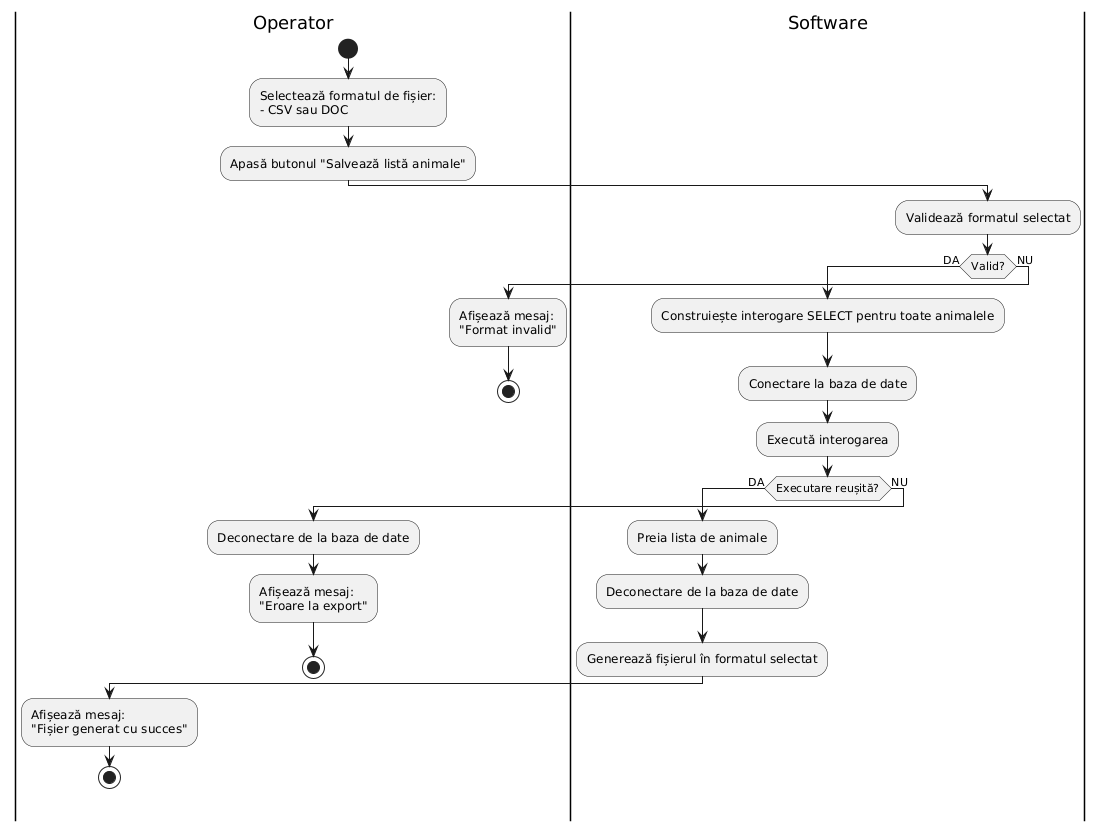 Operator
Software
Selectează formatul de fișier:
- CSV sau DOC
Apasă butonul "Salvează listă animale"
Validează formatul selectat
DA
Valid?
NU
Afișează mesaj:
"Format invalid"
Construiește interogare SELECT pentru toate animalele
Conectare la baza de date
Execută interogarea
DA
Executare reușită?
NU
Deconectare de la baza de date
Preia lista de animale
Afișează mesaj:
"Eroare la export"
Deconectare de la baza de date
Generează fișierul în formatul selectat
Afișează mesaj:
"Fișier generat cu succes"